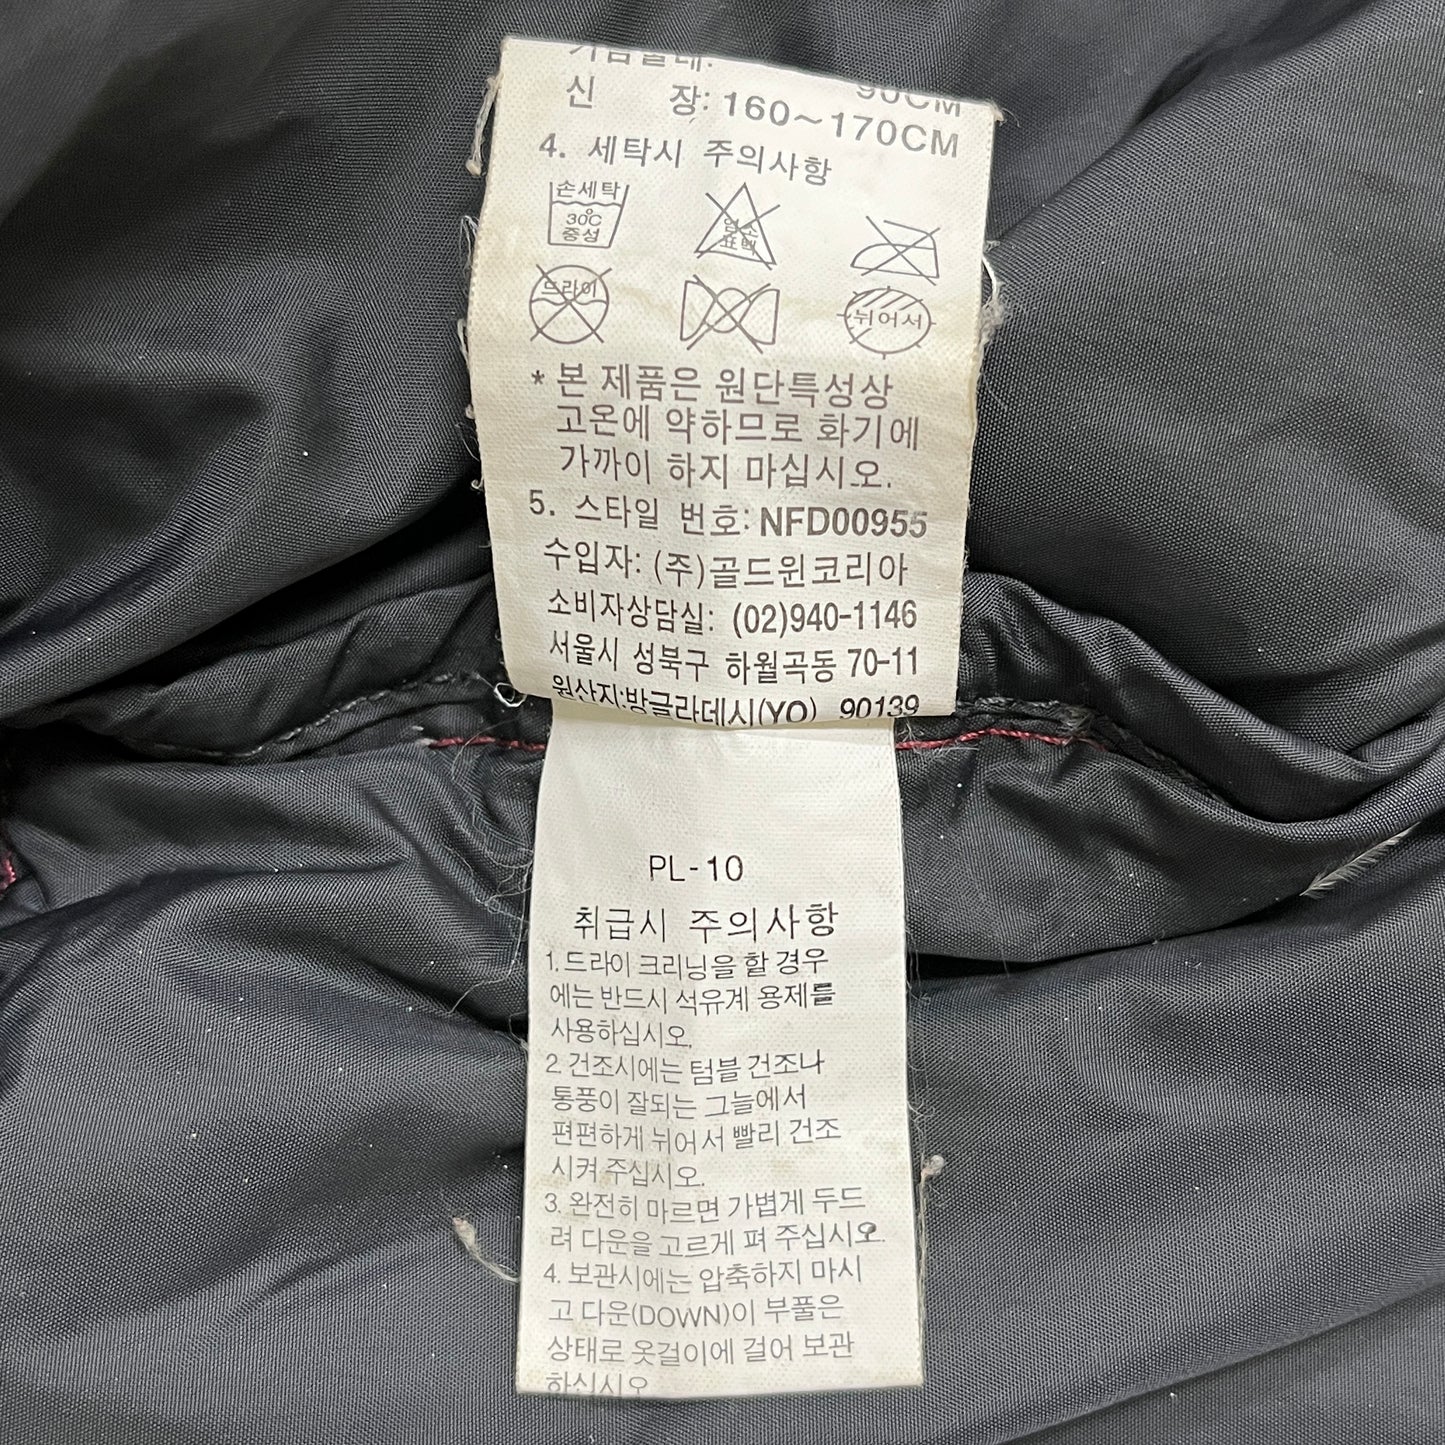 가슴둘레: 90CM
신 장: 160~170CM
4. 세탁시 주의사항
손세탁
30℃
중성
염소
표백
드라이
뉘어서
* 본 제품은 원단특성상
고온에 약하므로 화기에
가까이 하지 마십시오.
5. 스타일 번호: NFD00955
수입자: (주)골드윈코리아
소비자상담실: (02)940-1146
서울시 성북구 하월곡동 70-11
원산지:방글라데시(YO) 90139
PL-10
취급시 주의사항
1. 드라이 크리닝을 할 경우
에는 반드시 석유계 용제를
사용하십시오.
2. 건조시에는 텀블 건조나
통풍이 잘되는 그늘에서
편편하게 뉘어서 빨리 건조
시켜 주십시오.
3. 완전히 마르면 가볍게 두드
려 다운을 고르게 펴 주십시오.
4. 보관시에는 압축하지 마시
고 다운(DOWN)이 부풀은
상태로 옷걸이에 걸어 보관
하십시오